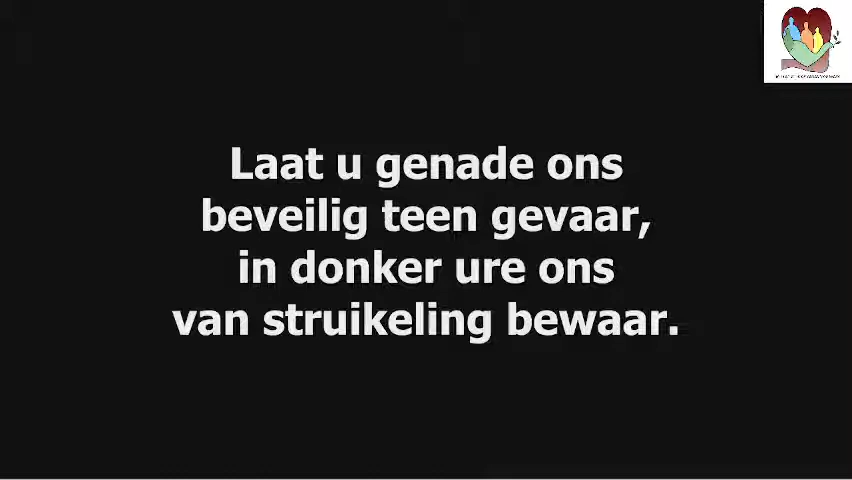 Laat u genade ons
beveilig teen gevaar,
in donker ure ons
van struikeling bewaar.